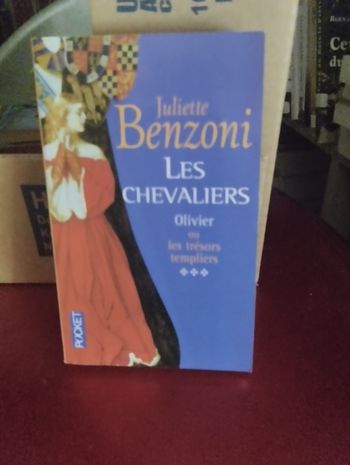 Juliette
Benzoni
LES
CHEVALIERS
Olivier
ou
les trésors
templiers
POCKET